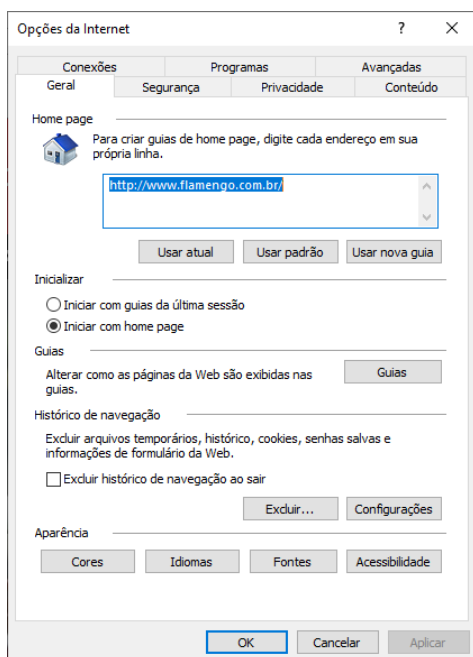 Opções da Internet
? ×
Conexões Programas Avançadas
Geral Segurança Privacidade Conteúdo
Home page
Para criar guias de home page, digite cada endereço em sua
própria linha.
http://www.flamengo.com.br/
Usar atual Usar padrão Usar nova guia
Inicializar
Iniciar com guias da última sessão
Iniciar com home page
Guias
Alterar como as páginas da Web são exibidas nas
guias.
Guias
Histórico de navegação
Excluir arquivos temporários, histórico, cookies, senhas salvas e
informações de formulário da Web.
Excluir histórico de navegação ao sair
Excluir... Configurações
Aparência
Cores Idiomas Fontes Acessibilidade
OK Cancelar Aplicar